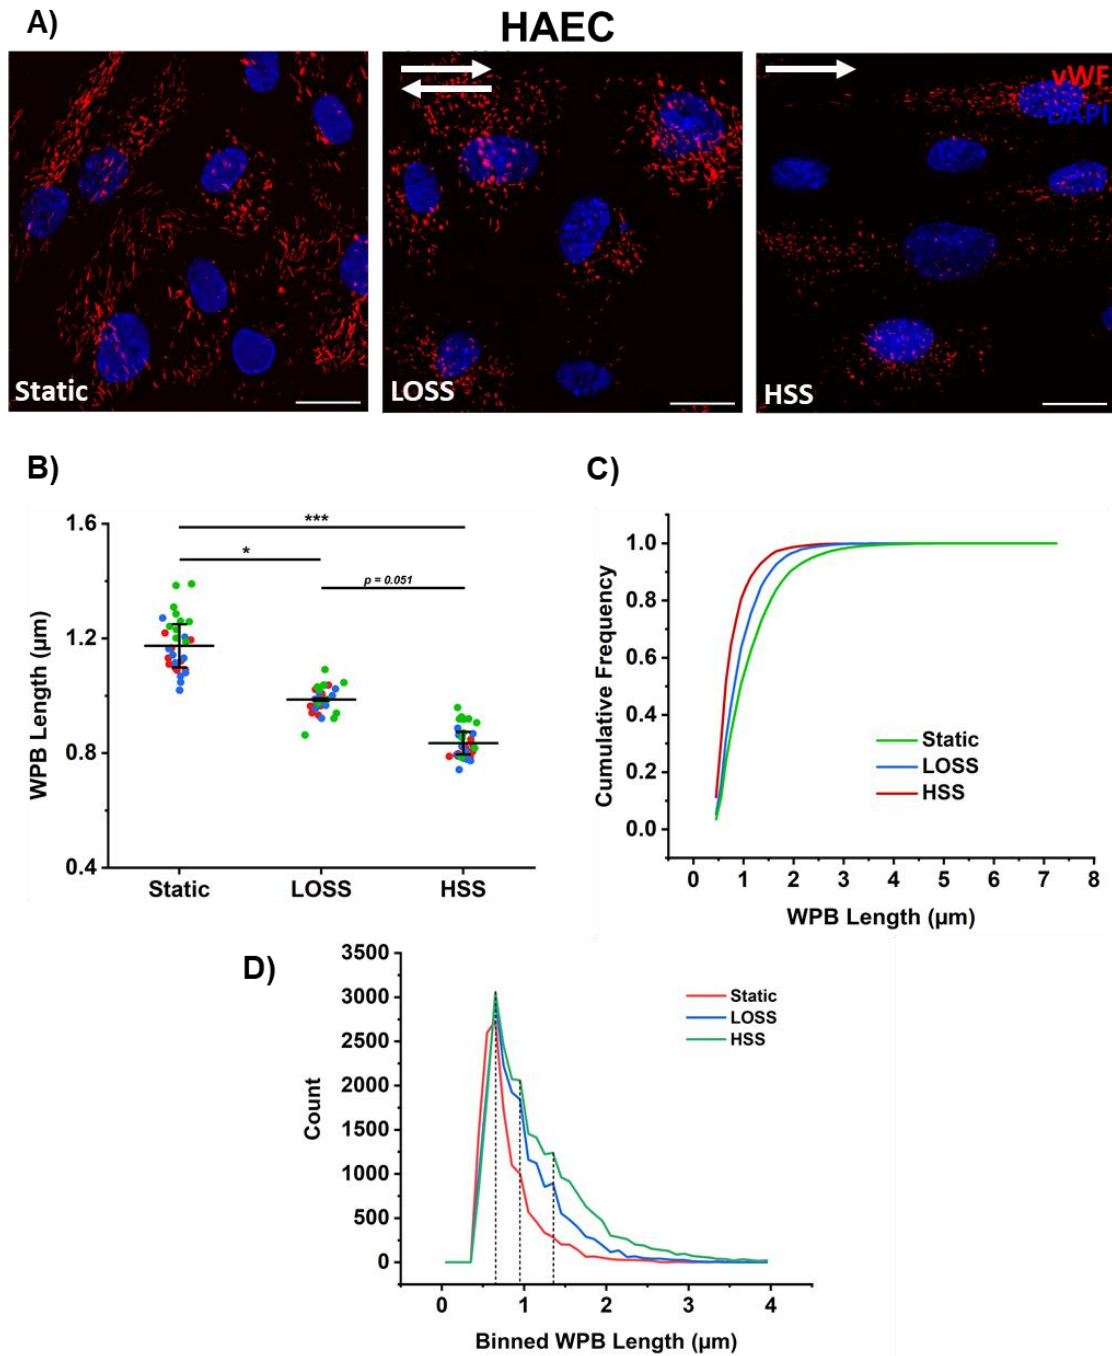 A)
HAEC
vWF
DAPI
Static
LOSS
HSS
B)
WPB Length (µm)
1.6
1.2
0.8
0.4
***
*
p = 0.051
Static
LOSS
HSS
C)
Cumulative Frequency
1.0
0.8
0.6
0.4
0.2
0.0
Static
LOSS
HSS
0 1 2 3 4 5 6 7 8
WPB Length (µm)
D)
Count
3500
3000
2500
2000
1500
1000
500
0
Static
LOSS
HSS
0 1 2 3 4
Binned WPB Length (µm)